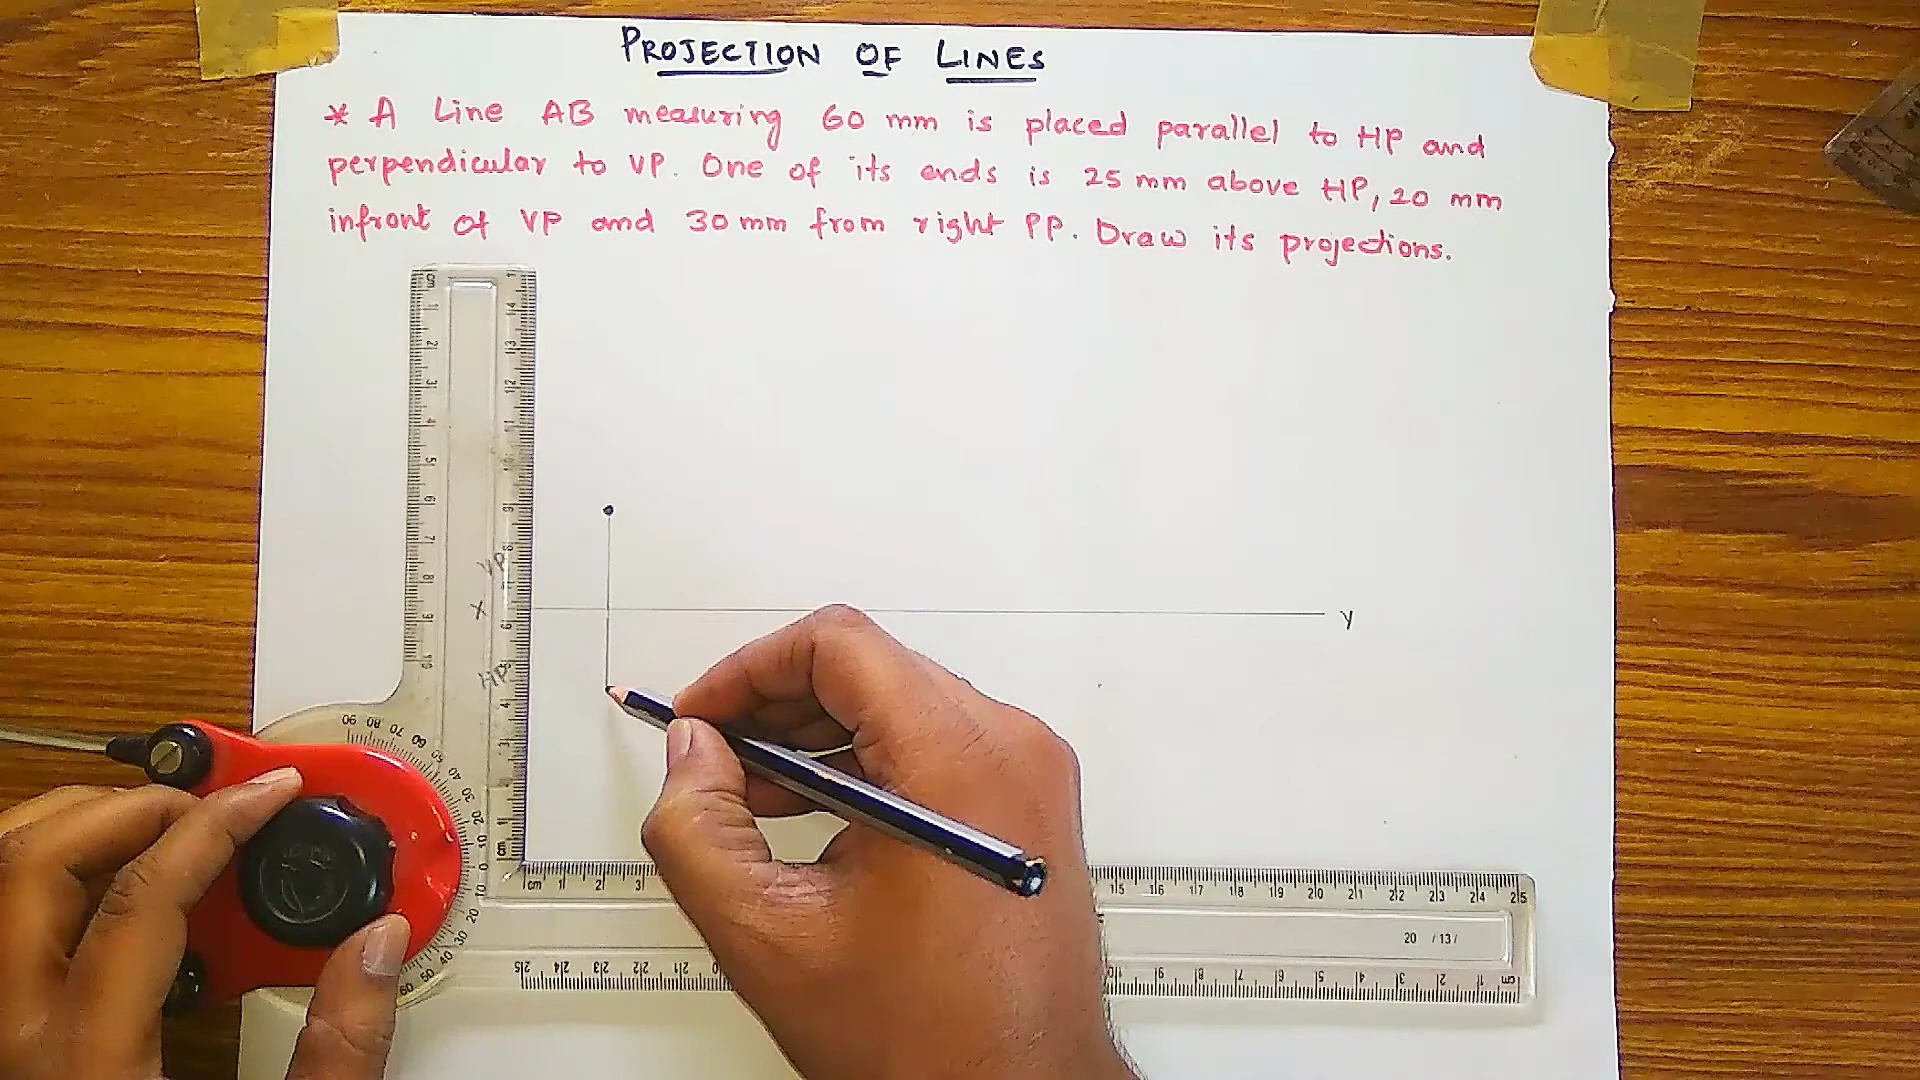 PROJECTION OF LINES
* A Line AB measuring 60 mm is placed parallel to HP and
perpendicular to VP. One of its ends is 25 mm above HP, 20 mm
infront of VP and 30 mm from right PP. Draw its projections.
VP
X
Y
HP